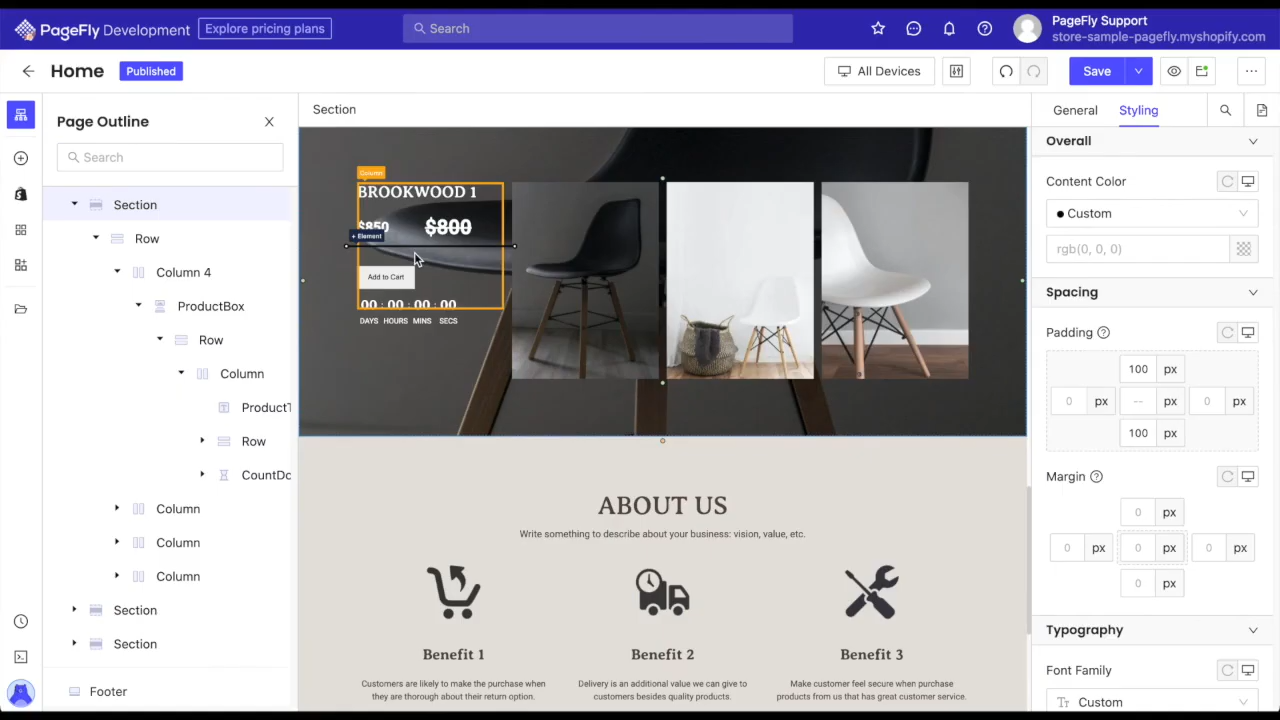 PageFly Development
Explore pricing plans
Search
PageFly Support
store-sample-pagefly.myshopify.com
Home
Published
All Devices
Save
Page Outline
Search
Section
Row
Column 4
ProductBox
Row
Column
ProductT
Row
CountDo
Column
Column
Column
Section
Section
Footer
Section
Column
BROOKWOOD 1
$850
$800
+ Element
Add to Cart
00 : 00 : 00 : 00
DAYS HOURS MINS SECS
ABOUT US
Write something to describe about your business: vision, value, etc.
Benefit 1
Customers are likely to make the purchase when
they are thorough about their return option.
Benefit 2
Delivery is an additional value we can give to
customers besides quality products.
Benefit 3
Make customer feel secure when purchase
products from us that has great customer service.
General
Styling
Overall
Content Color
Custom
rgb(0, 0, 0)
Spacing
Padding
100 px
0 px
-- px
0 px
100 px
Margin
0 px
0 px
0 px
0 px
0 px
Typography
Font Family
Custom